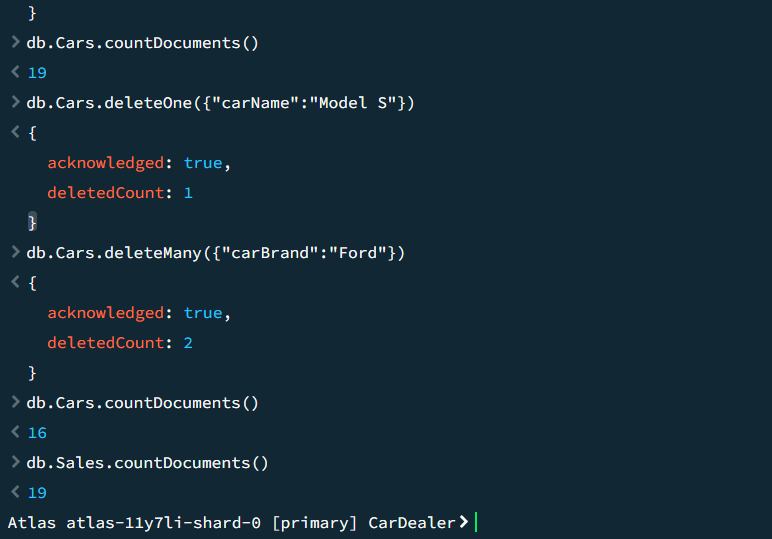 }
> db.Cars.countDocuments()
< 19
> db.Cars.deleteOne({"carName":"Model S"})
< {
acknowledged: true,
deletedCount: 1
}
> db.Cars.deleteMany({"carBrand":"Ford"})
< {
acknowledged: true,
deletedCount: 2
}
> db.Cars.countDocuments()
< 16
> db.Sales.countDocuments()
< 19
Atlas atlas-11y7li-shard-0 [primary] CarDealer>